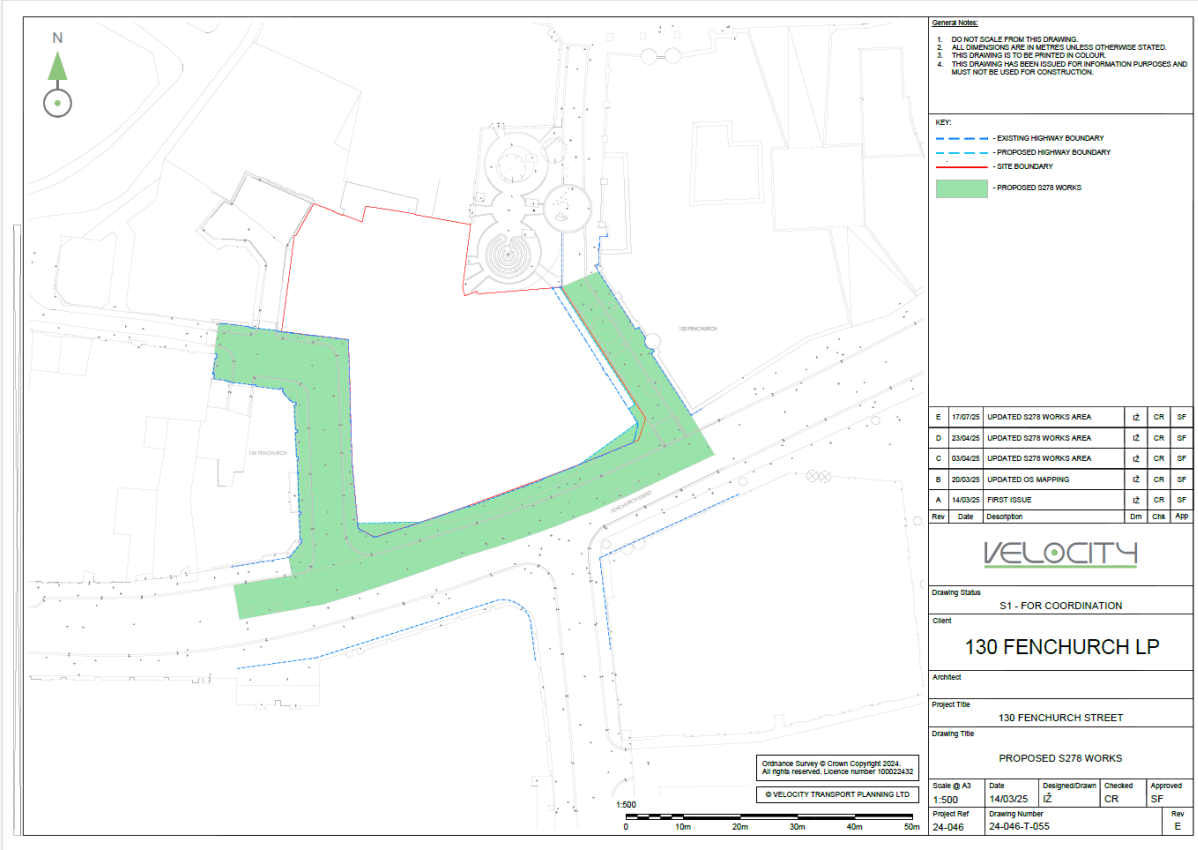 N
General Notes:
1. DO NOT SCALE FROM THIS DRAWING.
2. ALL DIMENSIONS ARE IN METRES UNLESS OTHERWISE STATED.
3. THIS DRAWING IS TO BE PRINTED IN COLOUR.
4. THIS DRAWING HAS BEEN ISSUED FOR INFORMATION PURPOSES AND
MUST NOT BE USED FOR CONSTRUCTION.
KEY:
- EXISTING HIGHWAY BOUNDARY
- PROPOSED HIGHWAY BOUNDARY
- SITE BOUNDARY
- PROPOSED S278 WORKS
FENCHURCH
FENCHURCH
FENCHURCH STREET
E 17/07/25 UPDATED S278 WORKS AREA IŽ CR SF
D 23/04/25 UPDATED S278 WORKS AREA IŽ CR SF
C 03/04/25 UPDATED S278 WORKS AREA IŽ CR SF
B 20/03/25 UPDATED OS MAPPING IŽ CR SF
A 14/03/25 FIRST ISSUE IŽ CR SF
Rev Date Description Drn Chk App
VELOCITY
Drawing Status
S1 - FOR COORDINATION
Client
130 FENCHURCH LP
Architect
Project Title
130 FENCHURCH STREET
Drawing Title
PROPOSED S278 WORKS
Scale @ A3 Date Designed/Drawn Checked Approved
1:500 14/03/25 IŽ CR SF
Project Ref Drawing Number Rev
24-046 24-046-T-055 E
Ordnance Survey © Crown Copyright 2024.
All rights reserved. Licence number 100022432
© VELOCITY TRANSPORT PLANNING LTD
1:500
0 10m 20m 30m 40m 50m